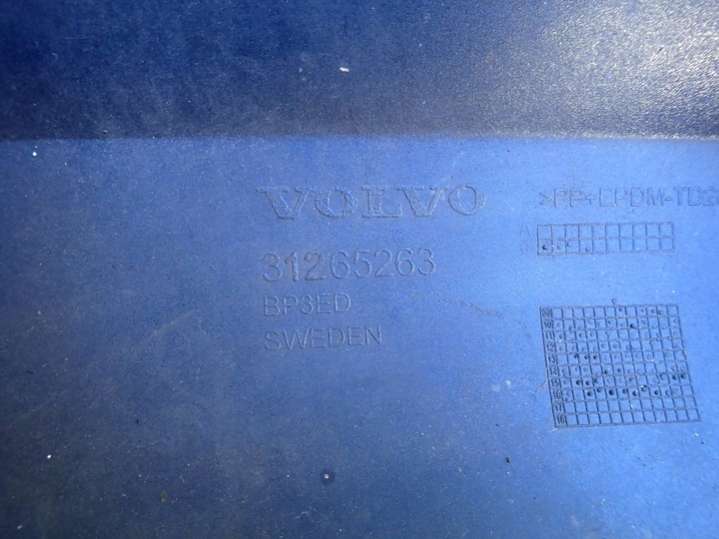 VOLVO
31265263
BP3ED
SWEDEN
>PP+EPDM-TD